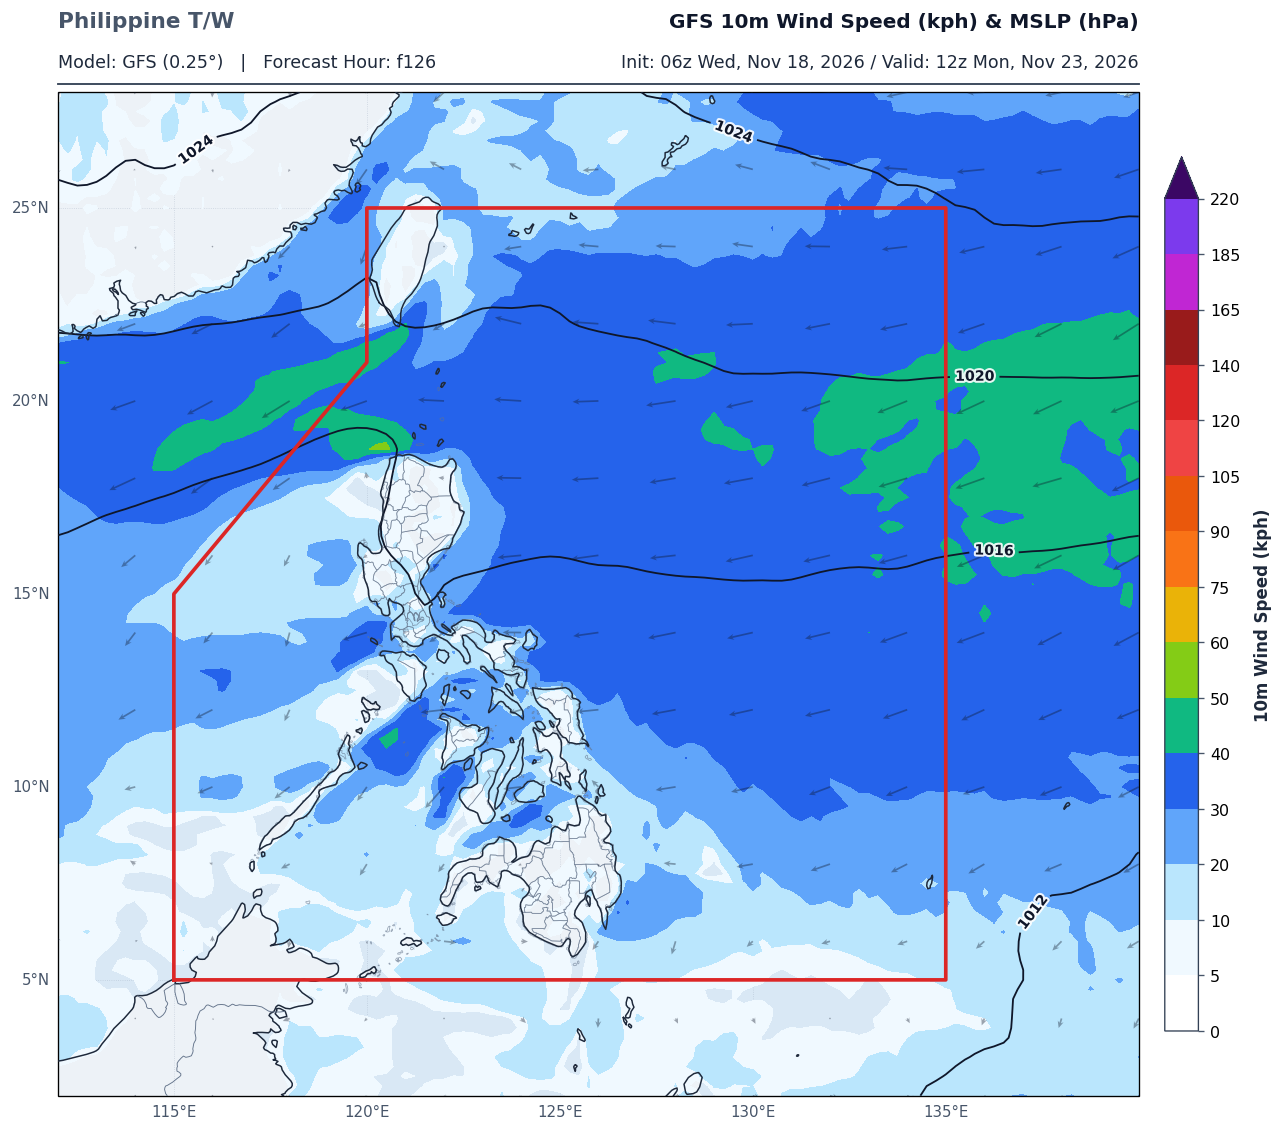 Philippine T/W
GFS 10m Wind Speed (kph) & MSLP (hPa)
Model: GFS (0.25°) | Forecast Hour: f126
Init: 06z Wed, Nov 18, 2026 / Valid: 12z Mon, Nov 23, 2026
1024
1024
1020
1016
1012
25°N
20°N
15°N
10°N
5°N
115°E
120°E
125°E
130°E
135°E
220
185
165
140
120
105
90
75
60
50
40
30
20
10
5
0
10m Wind Speed (kph)